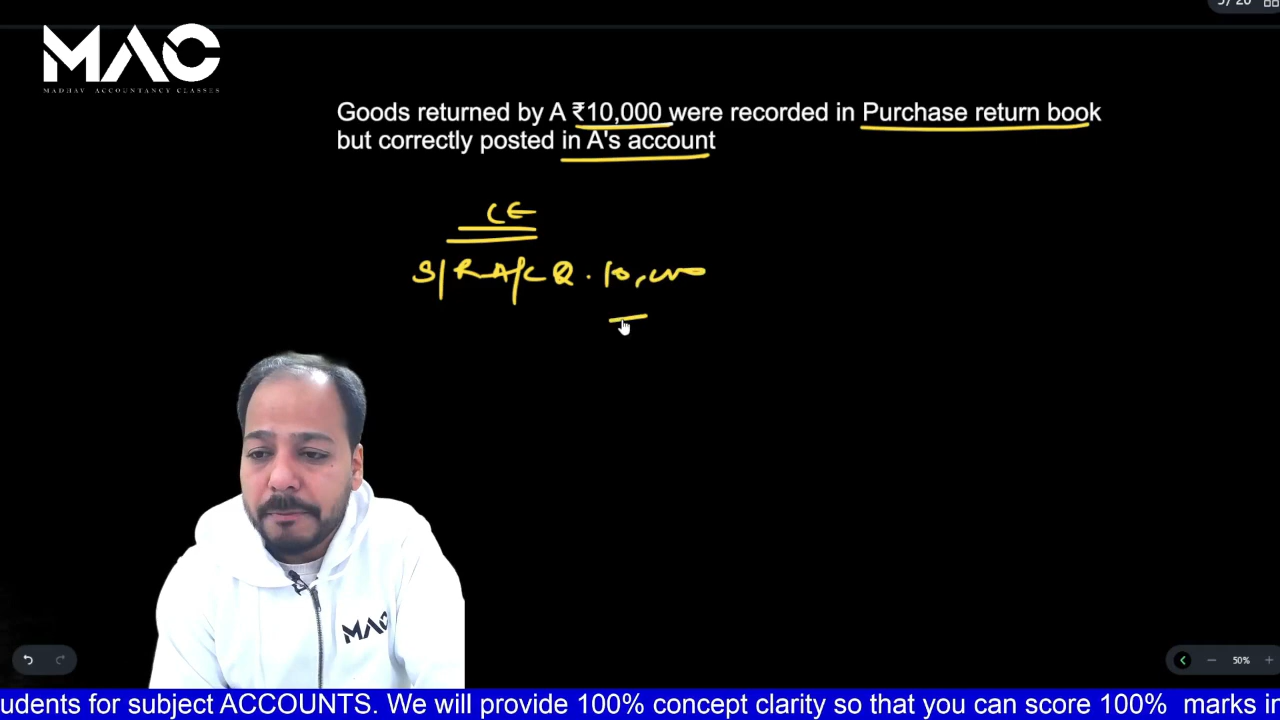 MAC
MADHAV ACCOUNTANCY CLASSES
Goods returned by A ₹10,000 were recorded in Purchase return book
but correctly posted in A's account
CE
S/R A/C
MAC
50%
udents for subject ACCOUNTS. We will provide 100% concept clarity so that you can score 100% marks in